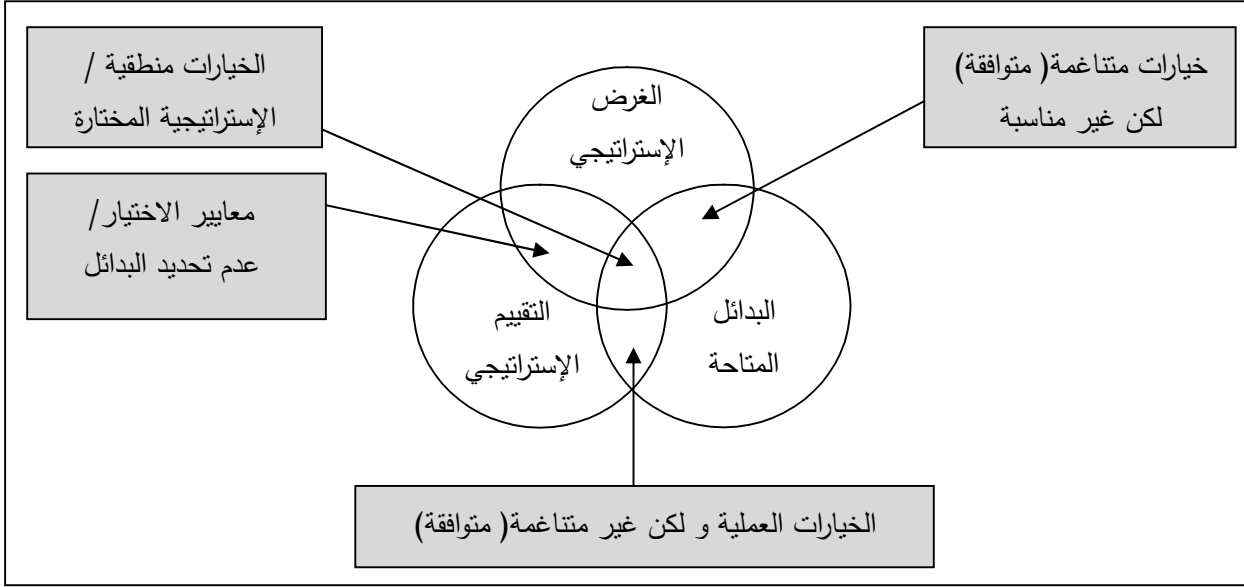 خيارات متناغمة( متوافقة)
لكن غير مناسبة
الغرض
الإستراتيجي
الخيارات منطقية /
الإستراتيجية المختارة
معايير الاختيار/
عدم تحديد البدائل
البدائل
المتاحة
التقييم
الإستراتيجي
الخيارات العملية و لكن غير متناغمة( متوافقة)